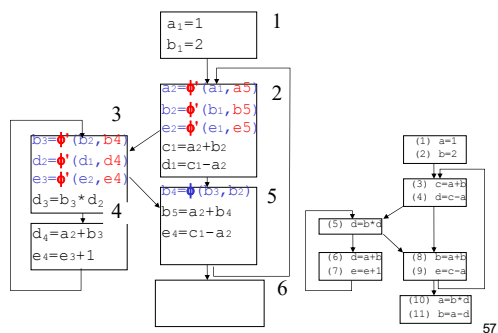 1
a₁=1
b₁=2
2
a₂=ϕ'(a₁,a5)
b₂=ϕ'(b₁,b5)
e₂=ϕ'(e₁,e5)
c₁=a₂+b₂
d₁=c₁-a₂
3
b₃=ϕ'(b₂,b4)
d₂=ϕ'(d₁,d4)
e₃=ϕ'(e₂,e4)
d₃=b₃*d₂
4
d₄=a₂+b₃
e₄=e₃+1
5
b₄=ϕ(b₃,b₂)
b₅=a₂+b₄
e₄=c₁-a₂
6
(1) a=1
(2) b=2
(3) c=a+b
(4) d=c-a
(5) d=b*d
(6) d=a+b
(7) e=e+1
(8) b=a+b
(9) e=c-a
(10) a=b*d
(11) b=a-d
57